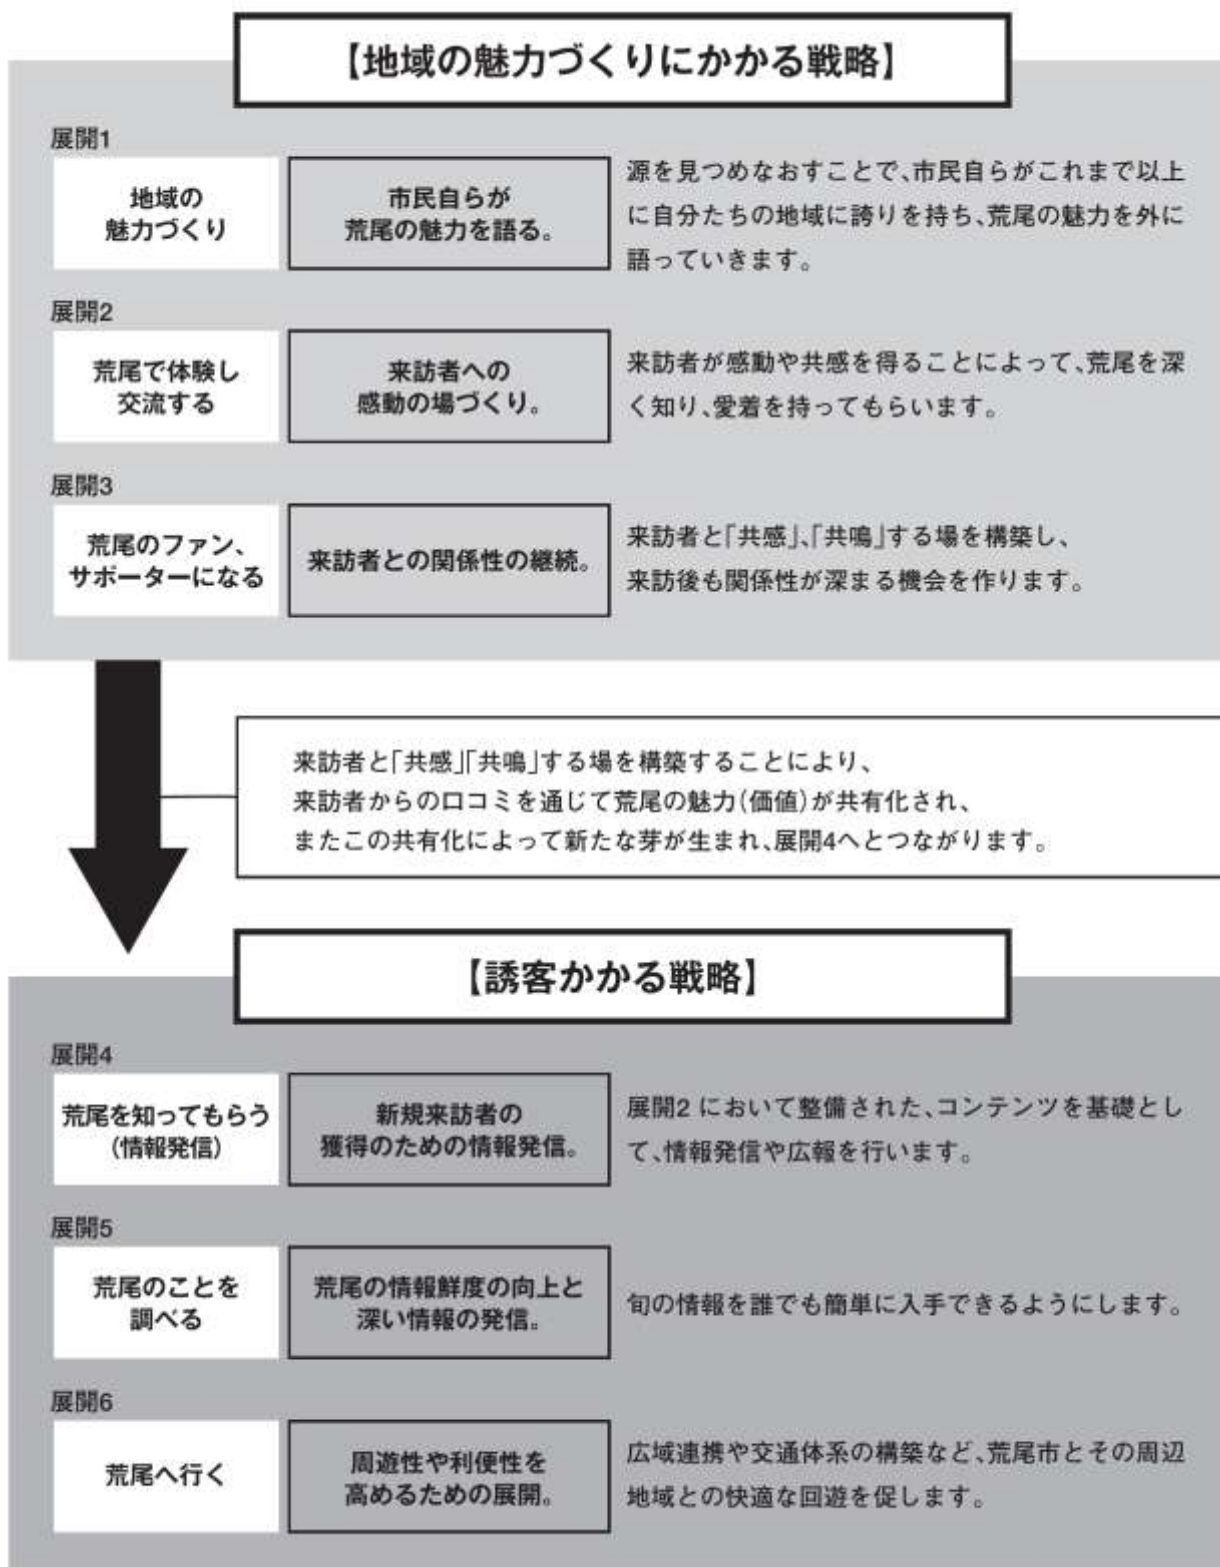 【地域の魅力づくりにかかる戦略】
展開1
地域の
魅力づくり
市民自らが
荒尾の魅力を語る。
源を見つめなおすことで、市民自らがこれまで以上
に自分たちの地域に誇りを持ち、荒尾の魅力を外に
語っていきます。
展開2
荒尾で体験し
交流する
来訪者への
感動の場づくり。
来訪者が感動や共感を得ることによって、荒尾を深
く知り、愛着を持ってもらいます。
展開3
荒尾のファン、
サポーターになる
来訪者との関係性の継続。
来訪者と「共感」、「共鳴」する場を構築し、
来訪後も関係性が深まる機会を作ります。
来訪者と「共感」「共鳴」する場を構築することにより、
来訪者からの口コミを通じて荒尾の魅力(価値)が共有化され、
またこの共有化によって新たな芽が生まれ、展開4へとつながります。
【誘客かかる戦略】
展開4
荒尾を知ってもらう
(情報発信)
新規来訪者の
獲得のための情報発信。
展開2 において整備された、コンテンツを基礎とし
て、情報発信や広報を行います。
展開5
荒尾のことを
調べる
荒尾の情報鮮度の向上と
深い情報の発信。
旬の情報を誰でも簡単に入手できるようにします。
展開6
荒尾へ行く
周遊性や利便性を
高めるための展開。
広域連携や交通体系の構築など、荒尾市とその周辺
地域との快適な回遊を促します。